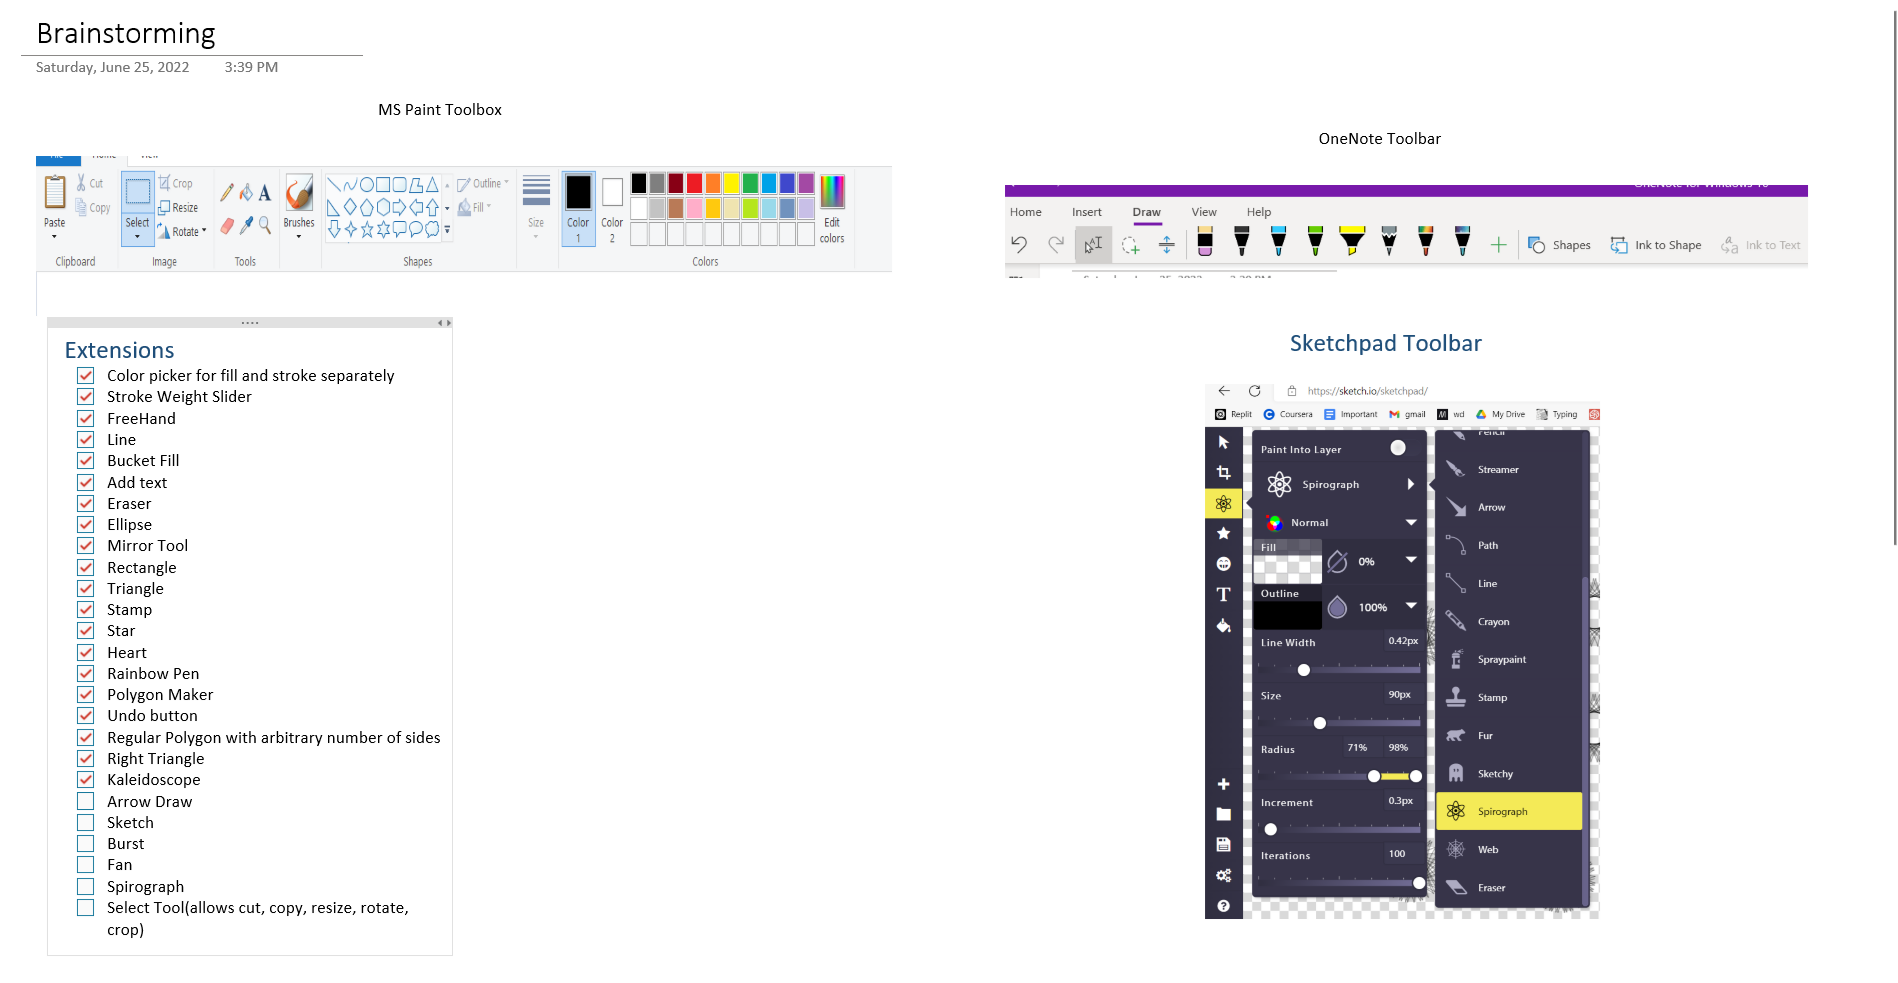 Brainstorming
Saturday, June 25, 2022 3:39 PM
MS Paint Toolbox
Home View
Paste
Cut
Copy
Clipboard
Select
Crop
Resize
Rotate
Image
A
Tools
Brushes
Outline
Fill
Shapes
Size
Color 1
Color 2
Edit colors
Colors
Extensions
Color picker for fill and stroke separately
Stroke Weight Slider
FreeHand
Line
Bucket Fill
Add text
Eraser
Ellipse
Mirror Tool
Rectangle
Triangle
Stamp
Star
Heart
Rainbow Pen
Polygon Maker
Undo button
Regular Polygon with arbitrary number of sides
Right Triangle
Kaleidoscope
Arrow Draw
Sketch
Burst
Fan
Spirograph
Select Tool(allows cut, copy, resize, rotate,
crop)
OneNote Toolbar
OneNote for Windows 10
Home Insert Draw View Help
Shapes Ink to Shape Ink to Text
Sketchpad Toolbar
https://sketch.io/sketchpad/
Replit Coursera Important gmail wd My Drive Typing
Paint Into Layer
Spirograph
Normal
Fill
0%
Outline
100%
Line Width 0.42px
Size 90px
Radius 71% 98%
Increment 0.3px
Iterations 100
T
Pencil
Streamer
Arrow
Path
Line
Crayon
Spraypaint
Stamp
Fur
Sketchy
Spirograph
Web
Eraser